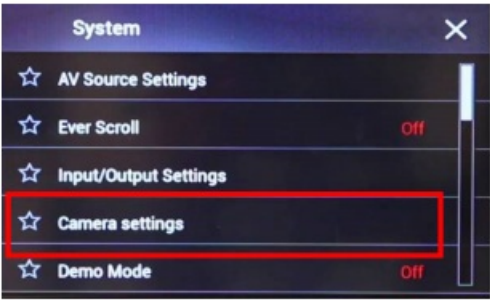 System
AV Source Settings
Ever Scroll Off
Input/Output Settings
Camera settings
Demo Mode Off